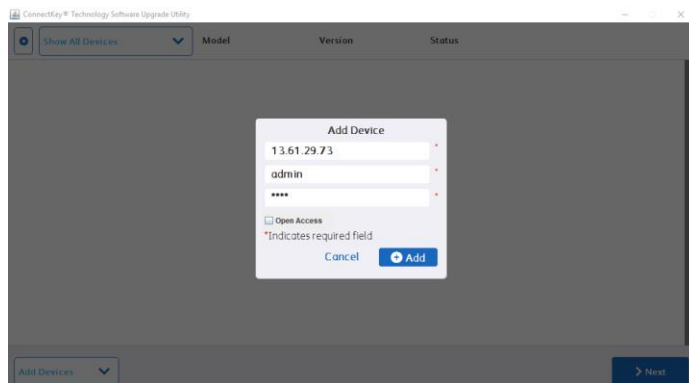 ConnectKey® Technology Software Upgrade Utility
Show All Devices Model Version Status
Add Device
13.61.29.73 *
admin *
**** *
Open Access
*Indicates required field
Cancel Add
Add Devices Next